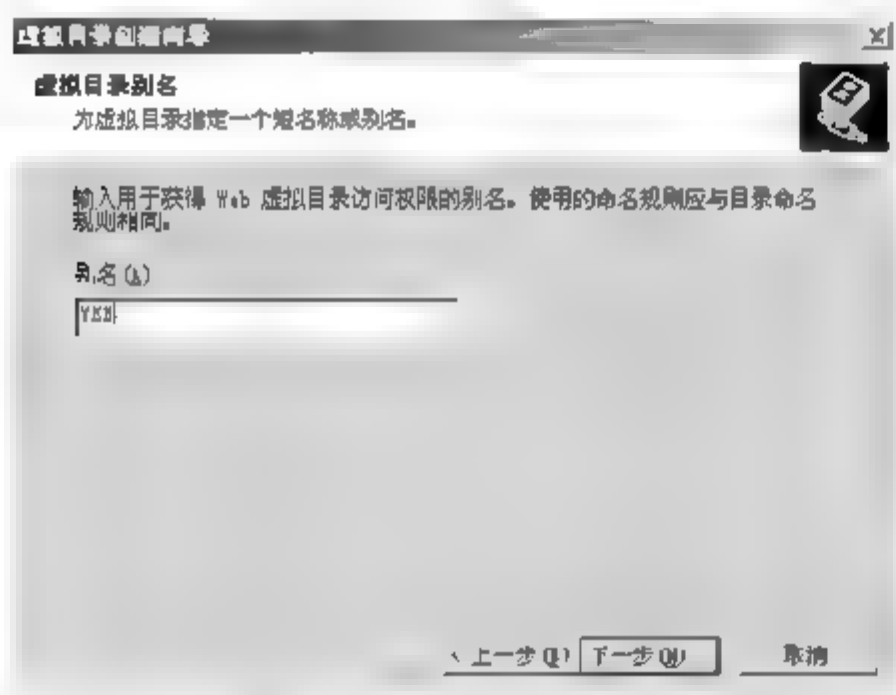 虚拟目录创建向导
虚拟目录别名
为虚拟目录指定一个短名称或别名。
输入用于获得 Web 虚拟目录访问权限的别名。使用的命名规则应与目录命名
规则相同。
别名(A)
< 上一步(B) 下一步(N) 取消